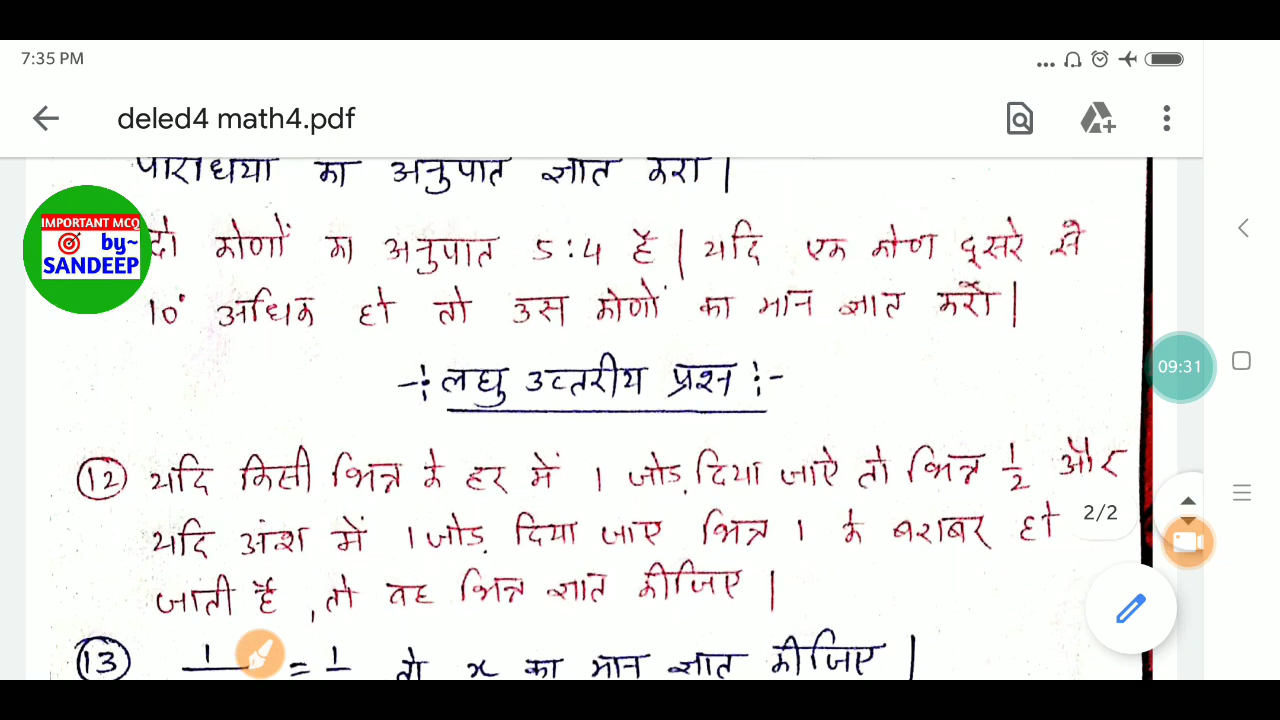 7:35 PM
deled4 math4.pdf
का अनुपात ज्ञात करो |
IMPORTANT MCQ
by~
SANDEEP
दो कोणों का अनुपात 5:4 है | यदि एक कोण दूसरे से
10° अधिक हो तो उस कोणों का मान ज्ञात करो |
-: लघु उत्तरीय प्रश्न :-
12 यदि किसी भिन्न के हर में 1 जोड़ दिया जाऐ तो भिन्न 1/2 और
यदि अंश में 1 जोड़ दिया जाए भिन्न 1 के बराबर हो
जाती है, तो वह भिन्न ज्ञात कीजिए |
13 = तो x का मान ज्ञात कीजिए |
09:31
2/2